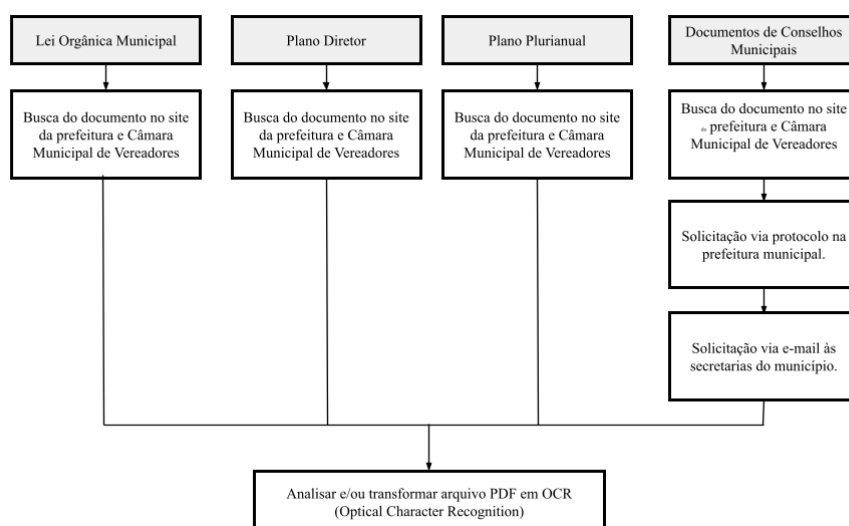 Lei Orgânica Municipal
Plano Diretor
Plano Plurianual
Documentos de Conselhos
Municipais
Busca do documento no site
da prefeitura e Câmara
Municipal de Vereadores
Busca do documento no site
da prefeitura e Câmara
Municipal de Vereadores
Busca do documento no site
da prefeitura e Câmara
Municipal de Vereadores
Busca do documento no site
da prefeitura e Câmara
Municipal de Vereadores
Solicitação via protocolo na
prefeitura municipal.
Solicitação via e-mail às
secretarias do município.
Analisar e/ou transformar arquivo PDF em OCR
(Optical Character Recognition)